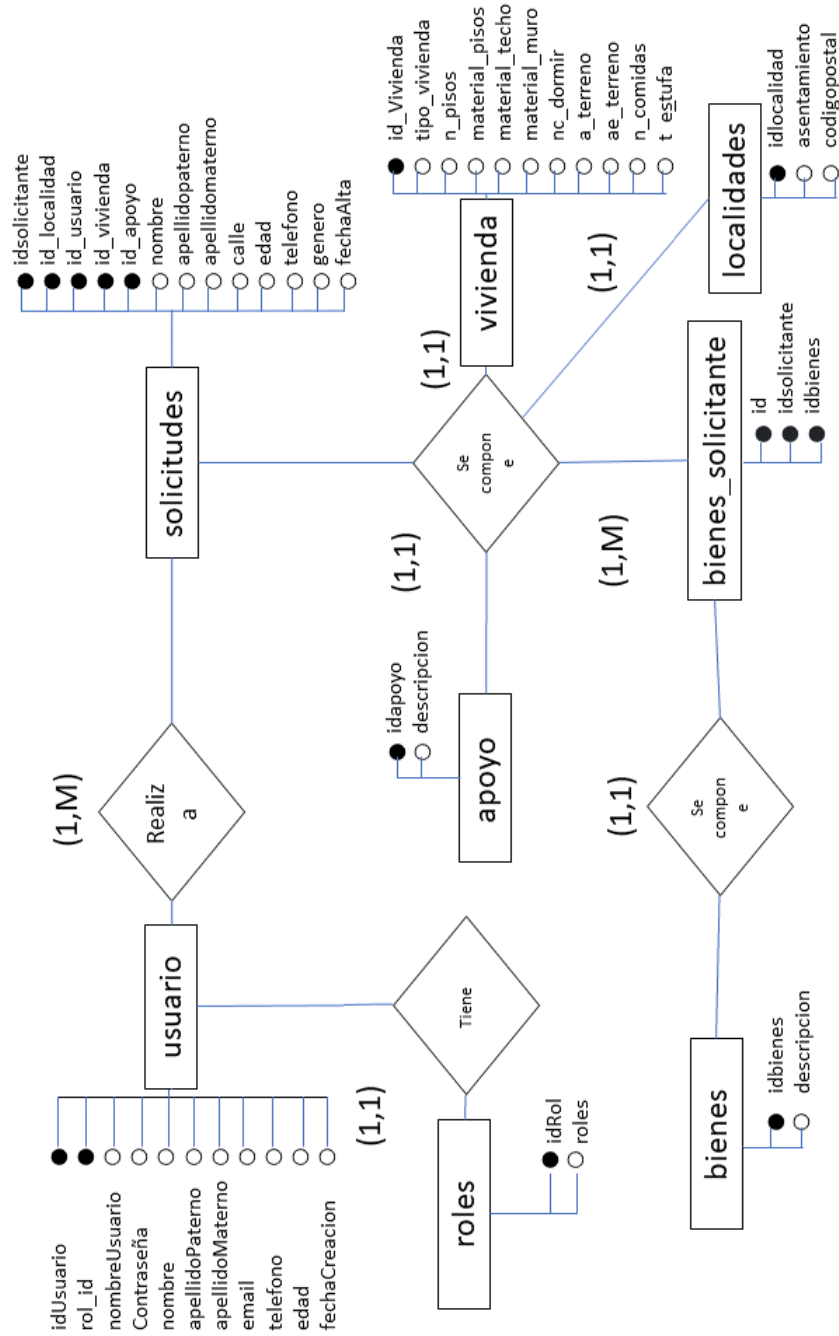 idUsuario
rol_id
nombreUsuario
Contraseña
nombre
apellidoPaterno
apellidoMaterno
email
telefono
edad
fechaCreacion
usuario
(1,M)
Realiz
a
solicitudes
idsolicitante
id_localidad
id_usuario
id_vivienda
id_apoyo
nombre
apellidopaterno
apellidomaterno
calle
edad
telefono
genero
fechaAlta
(1,1)
Tiene
roles
idRol
roles
idapoyo
descripcion
apoyo
(1,1)
Se
compon
e
(1,1)
vivienda
id_Vivienda
tipo_vivienda
n_pisos
material_pisos
material_techo
material_muro
nc_dormir
a_terreno
ae_terreno
n_comidas
t_estufa
(1,1)
localidades
idlocalidad
asentamiento
codigopostal
(1,M)
bienes_solicitante
id
idsolicitante
idbienes
(1,1)
Se
compon
e
bienes
idbienes
descripcion